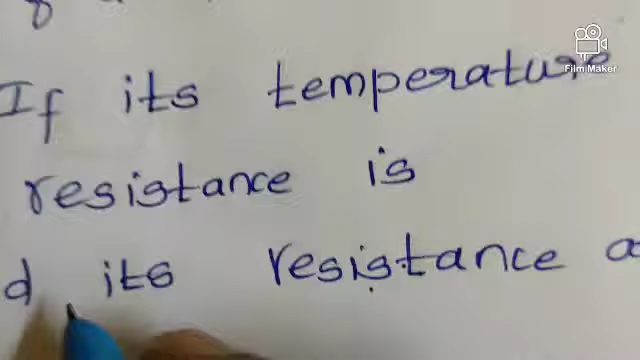 If its temperature
resistance is
d its resistance a
Film Maker